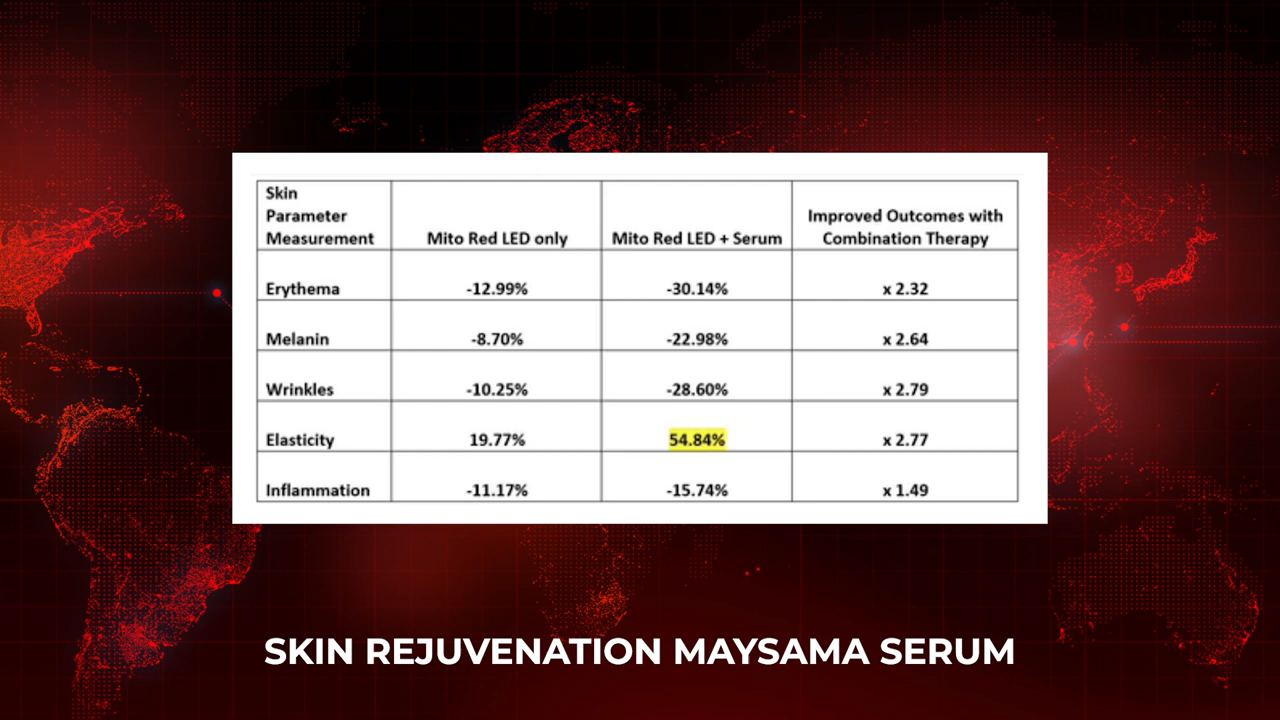 Skin
Parameter
Measurement
Mito Red LED only
Mito Red LED + Serum
Improved Outcomes with
Combination Therapy
Erythema -12.99% -30.14% x 2.32
Melanin -8.70% -22.98% x 2.64
Wrinkles -10.25% -28.60% x 2.79
Elasticity 19.77% 54.84% x 2.77
Inflammation -11.17% -15.74% x 1.49
SKIN REJUVENATION MAYSAMA SERUM